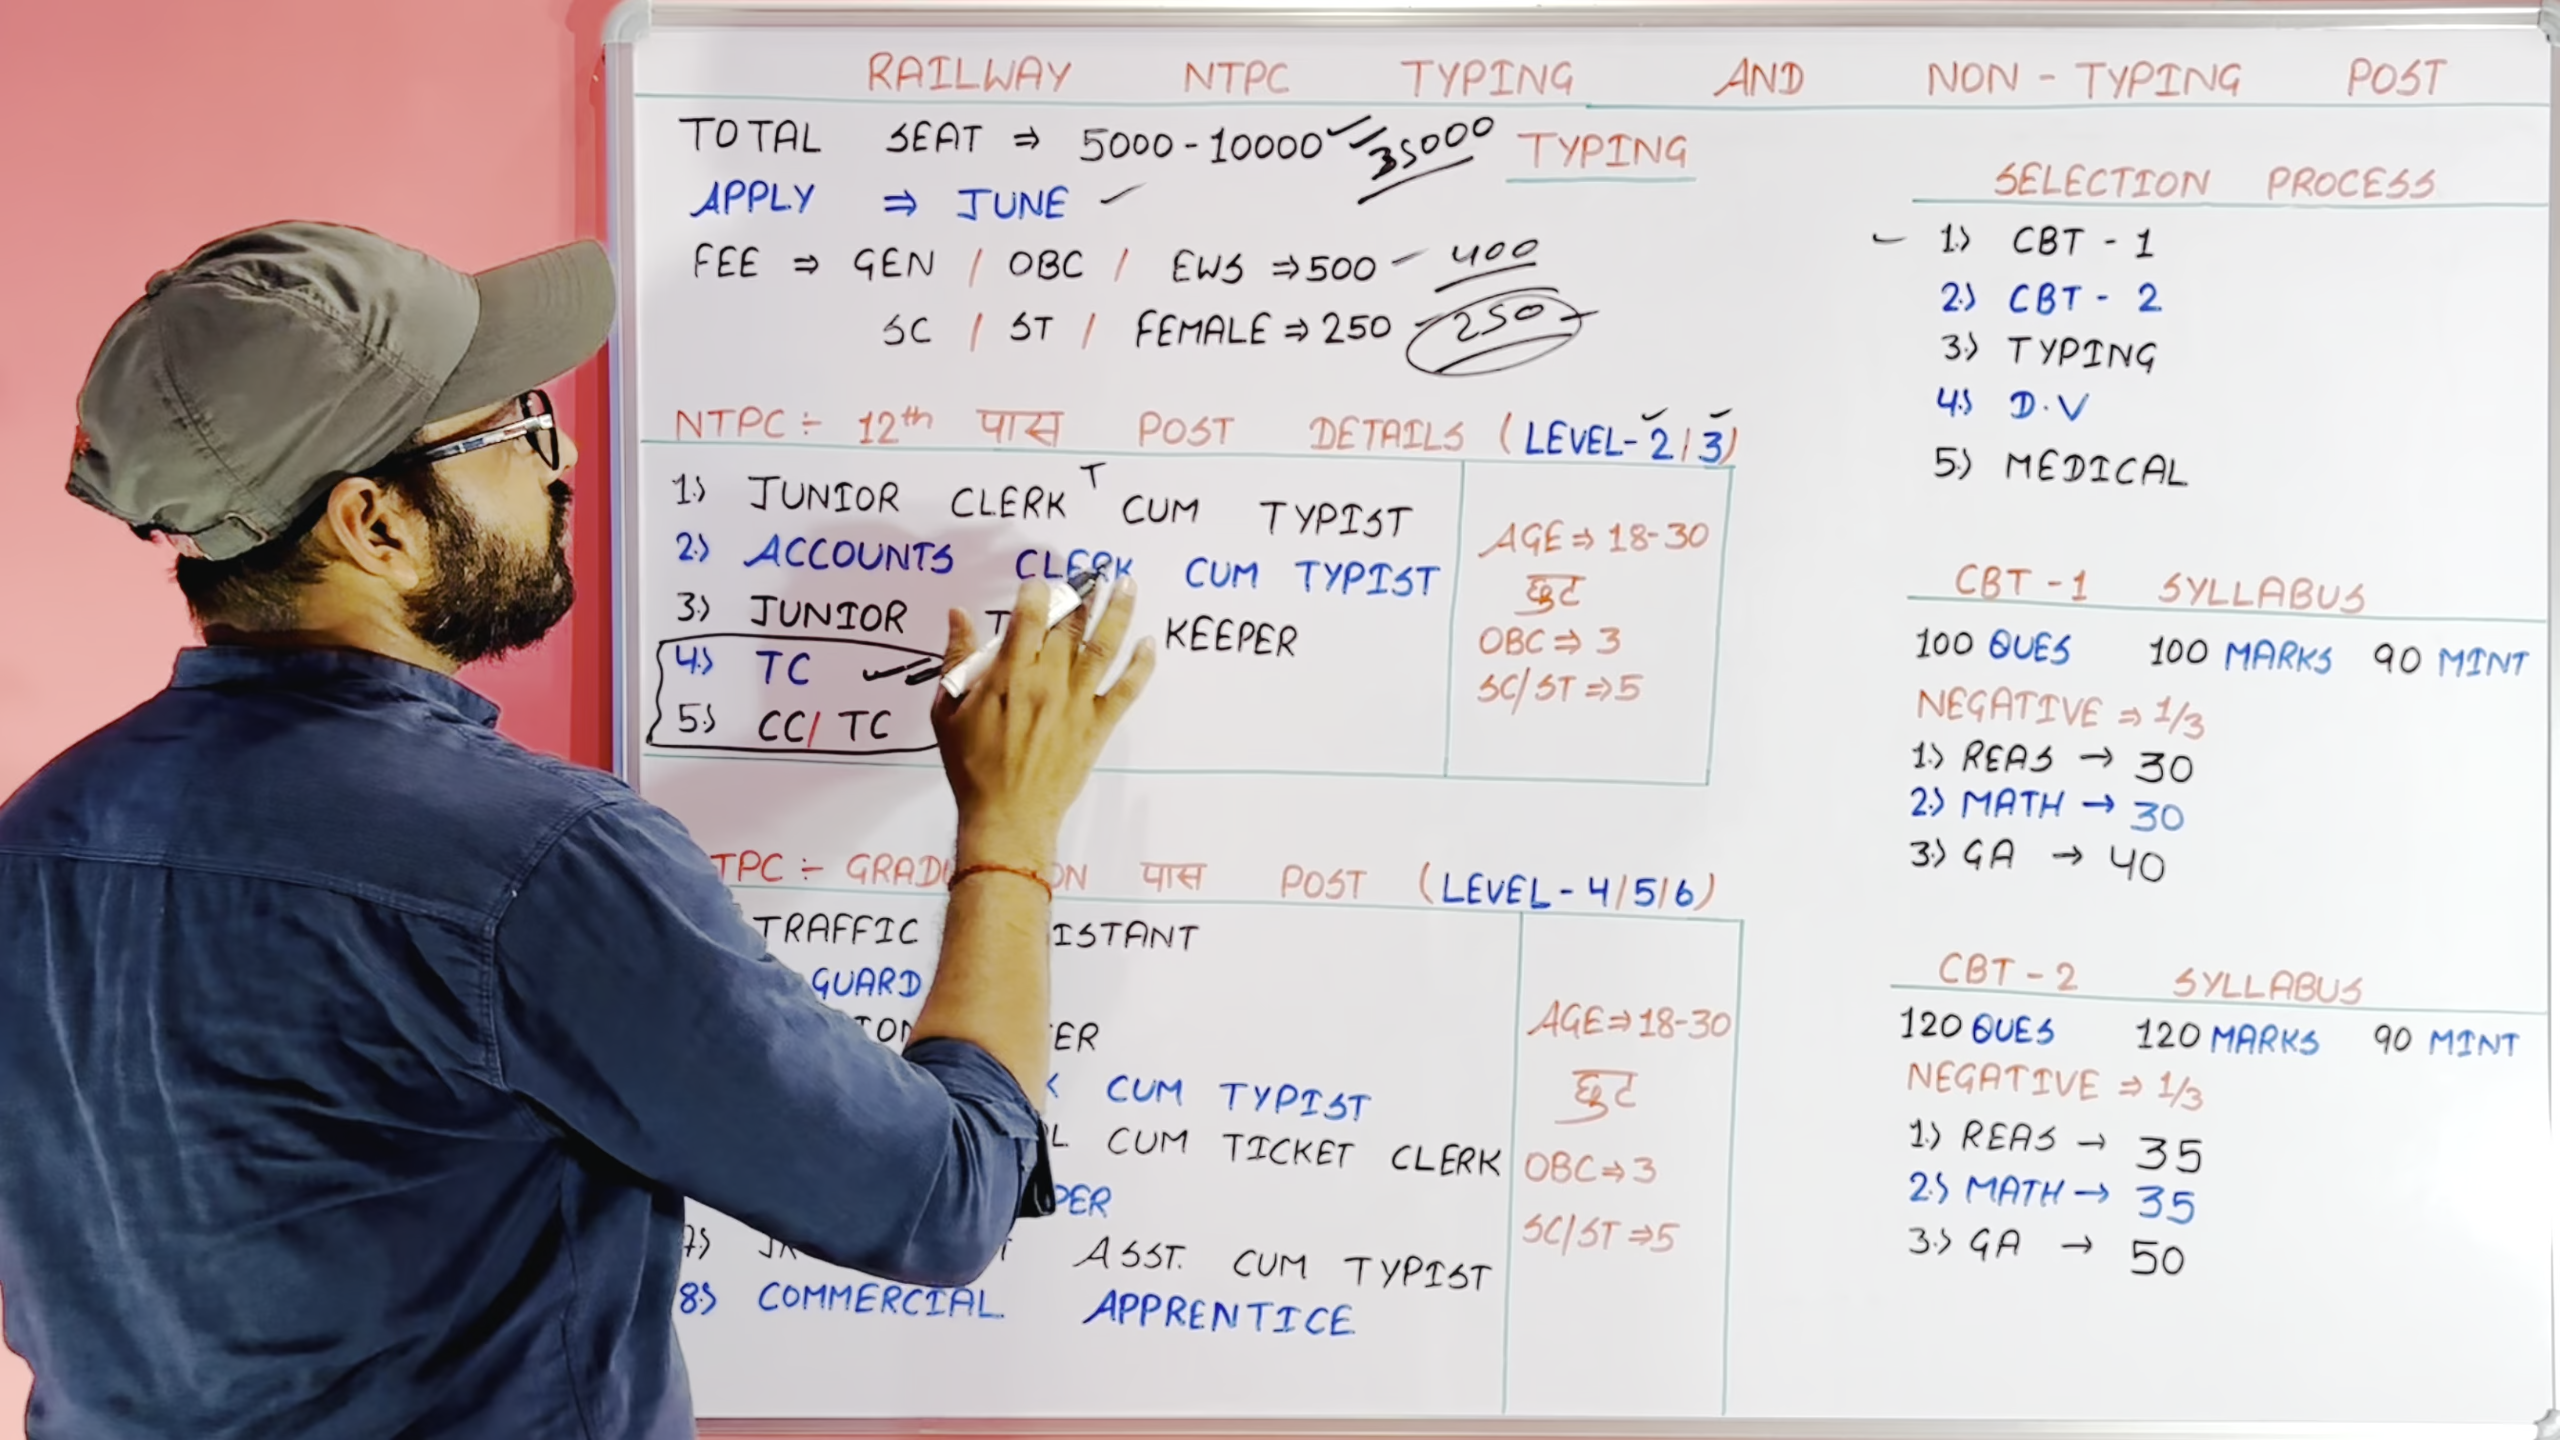 RAILWAY NTPC TYPING AND NON-TYPING POST
TOTAL SEAT ⇒ 5000-10000 35000
TYPING
APPLY ⇒ JUNE
FEE ⇒ GEN / OBC / EWS ⇒ 500 - 400
SC / ST / FEMALE ⇒ 250 - 250
NTPC ÷ 12th पास POST DETAILS (LEVEL-2/3)
1.) JUNIOR CLERK CUM TYPIST
T
2.) ACCOUNTS CLERK CUM TYPIST
3.) JUNIOR KEEPER
4.) TC
5.) CC/ TC
AGE ⇒ 18-30
छुट
OBC ⇒ 3
SC/ST ⇒ 5
TPC ÷ GRAD ON पास POST (LEVEL-4/5/6)
TRAFFIC ISTANT
GUARD
ION ER
K CUM TYPIST
L CUM TICKET CLERK
PER
7.) ASST. CUM TYPIST
8.) COMMERCIAL APPRENTICE
AGE ⇒ 18-30
छुट
OBC ⇒ 3
SC/ST ⇒ 5
SELECTION PROCESS
1.) CBT - 1
2.) CBT - 2
3.) TYPING
4.) D.V
5.) MEDICAL
CBT - 1 SYLLABUS
100 QUES 100 MARKS 90 MINT
NEGATIVE ⇒ 1/3
1.) REAS → 30
2.) MATH → 30
3.) GA → 40
CBT - 2 SYLLABUS
120 QUES 120 MARKS 90 MINT
NEGATIVE ⇒ 1/3
1.) REAS → 35
2.) MATH → 35
3.) GA → 50